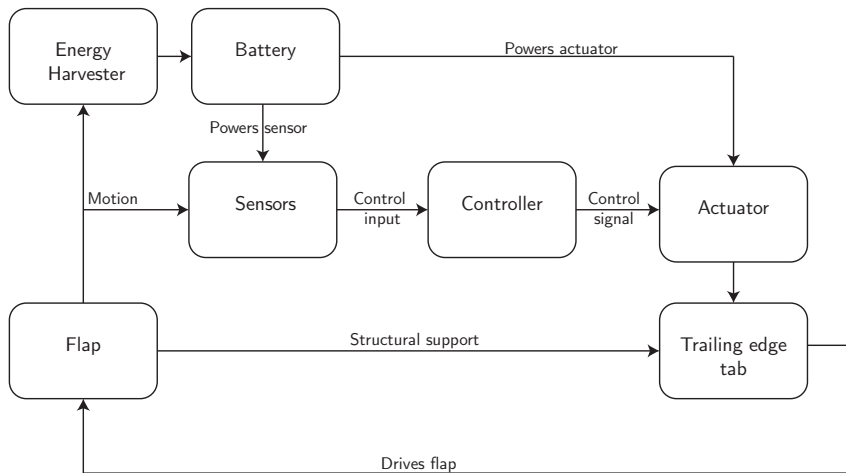 Energy
Harvester
Battery
Powers actuator
Powers sensor
Motion
Sensors
Control
input
Controller
Control
signal
Actuator
Flap
Structural support
Trailing edge
tab
Drives flap